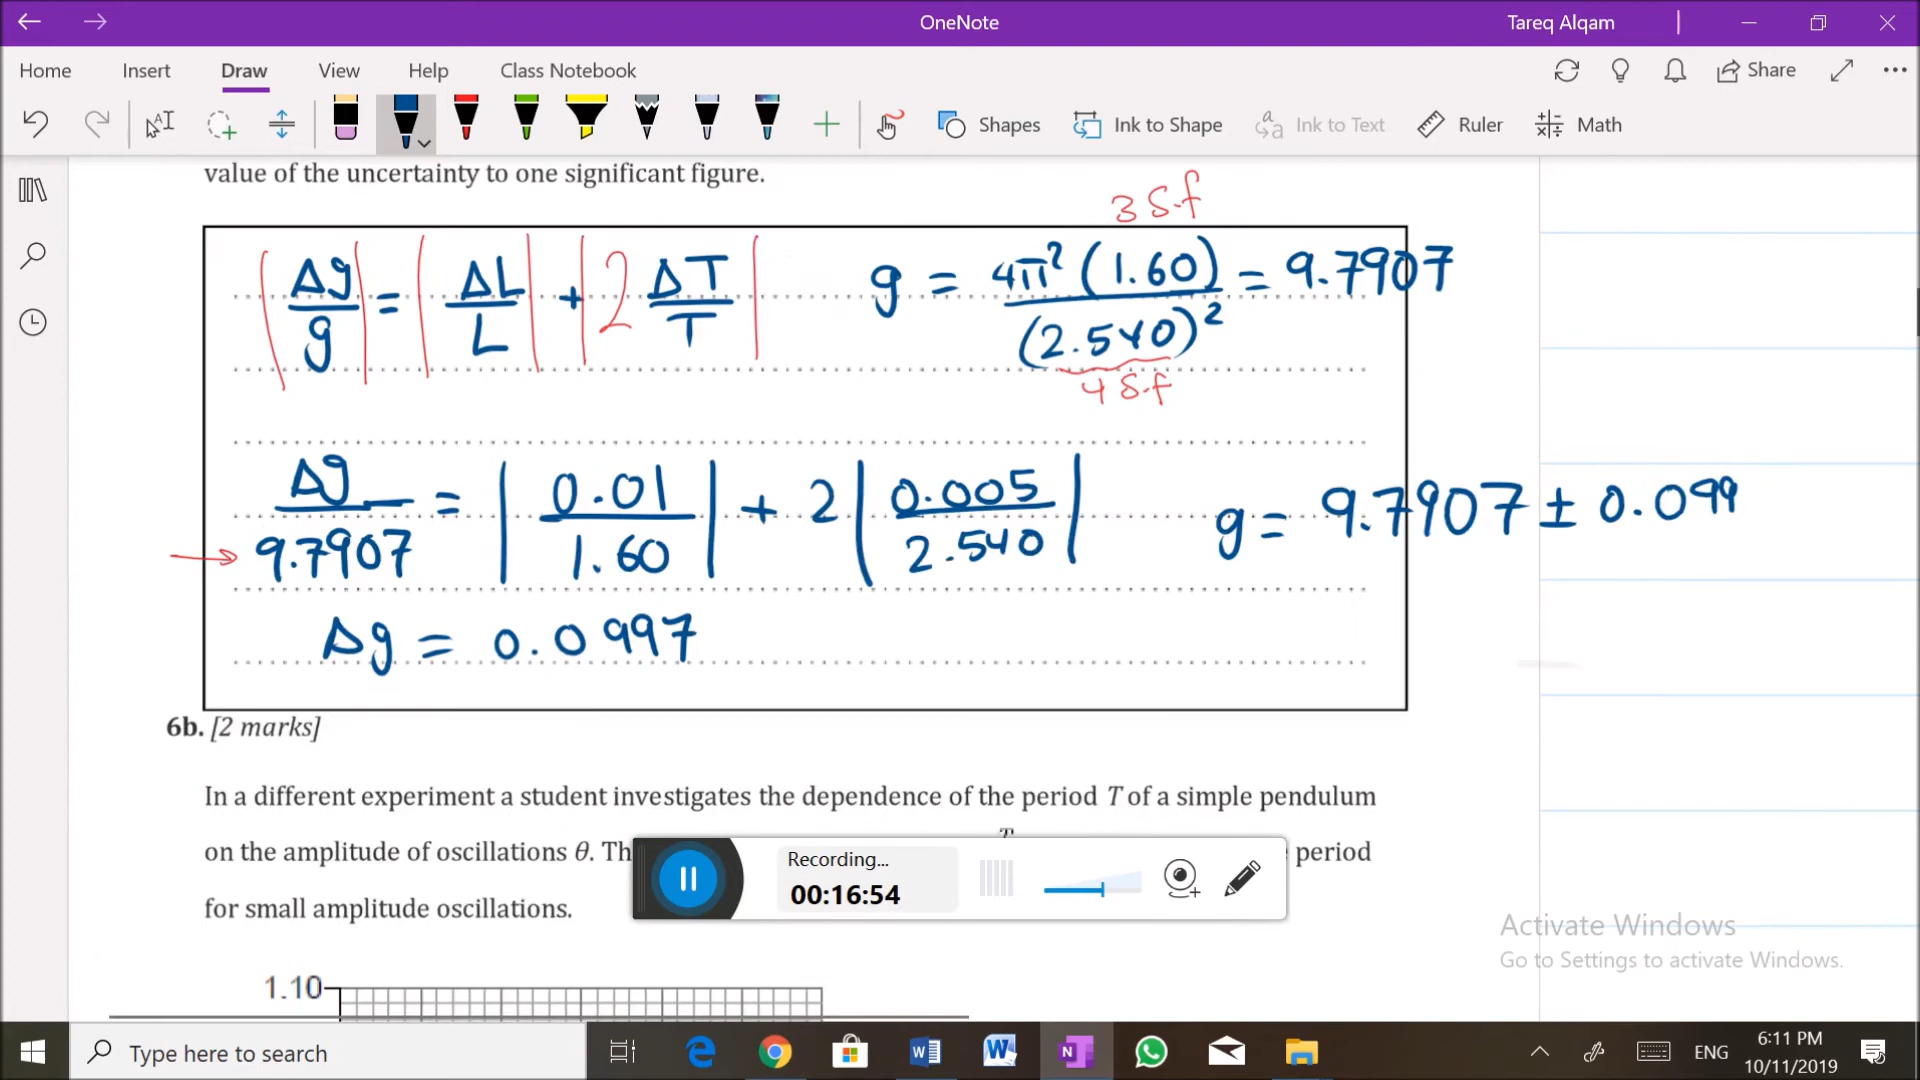 OneNote
Tareq Alqam
Home Insert Draw View Help Class Notebook Share
Shapes Ink to Shape Ink to Text Ruler Math
value of the uncertainty to one significant figure.
3 S.f
|Δg/g| = |ΔL/L| + |2 ΔT/T|
g = 4π² (1.60) / (2.540)² = 9.7907
4 S.f
Δg/9.7907 = |0.01/1.60| + 2|0.005/2.540|
g = 9.7907 ± 0.099
Δg = 0.0997
6b. [2 marks]
In a different experiment a student investigates the dependence of the period T of a simple pendulum
on the amplitude of oscillations θ. Th
period
for small amplitude oscillations.
Recording...
00:16:54
1.10
Activate Windows
Go to Settings to activate Windows.
Type here to search
ENG
6:11 PM
10/11/2019